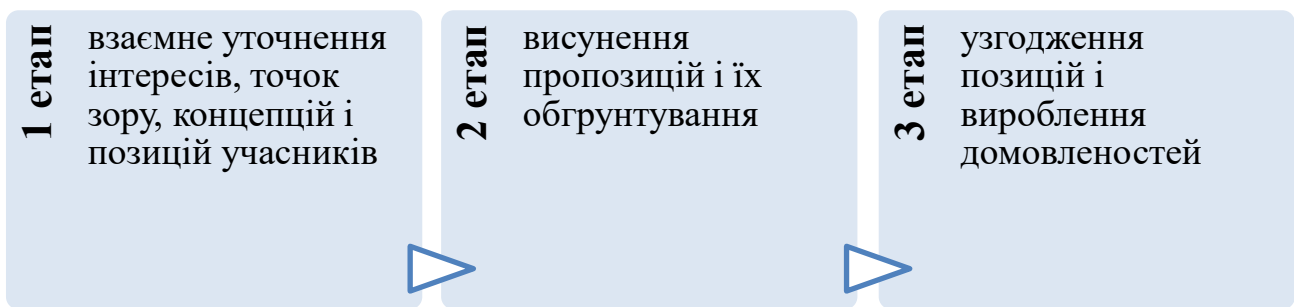 1 етап
взаємне уточнення
інтересів, точок
зору, концепцій і
позицій учасників
2 етап
висунення
пропозицій і їх
обгрунтування
3 етап
узгодження
позицій і
вироблення
домовленостей